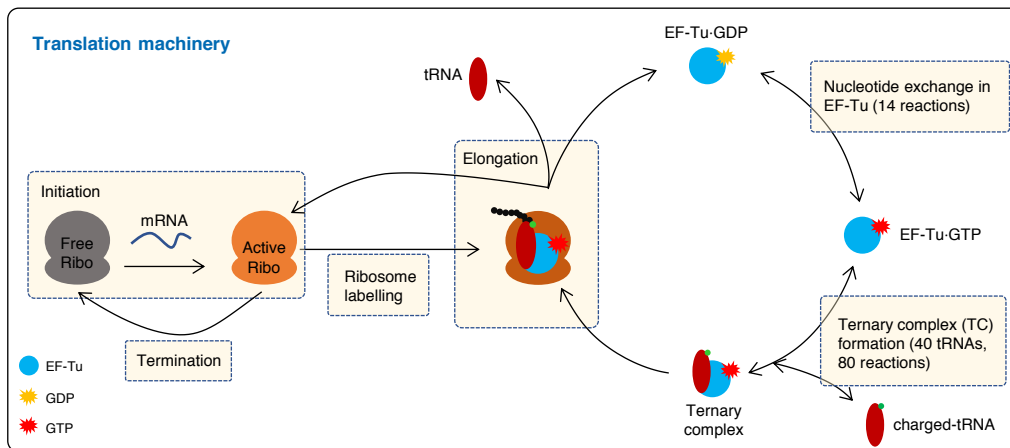 Translation machinery
EF-Tu·GDP
tRNA
Nucleotide exchange in
EF-Tu (14 reactions)
Elongation
Initiation
mRNA
Free
Ribo
Active
Ribo
EF-Tu·GTP
Ribosome
labelling
Termination
Ternary complex (TC)
formation (40 tRNAs,
80 reactions)
EF-Tu
GDP
GTP
Ternary
complex
charged-tRNA